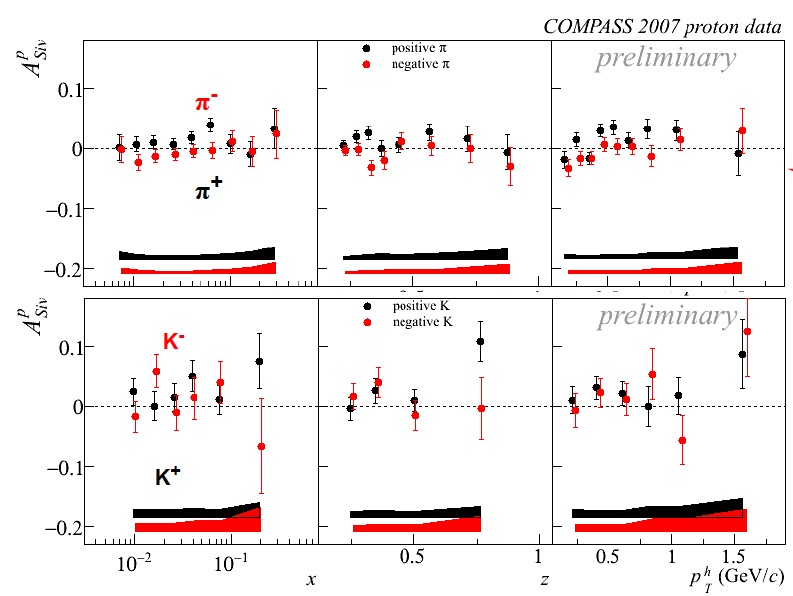 COMPASS 2007 proton data
A^p_Siv
positive π
negative π
preliminary
0.1
0
−0.1
−0.2
π-
π+
A^p_Siv
positive K
negative K
preliminary
0.1
0
−0.1
−0.2
K-
K+
10^−2 10^−1 0.5 1 0.5 1 1.5
x z p_T^h (GeV/c)